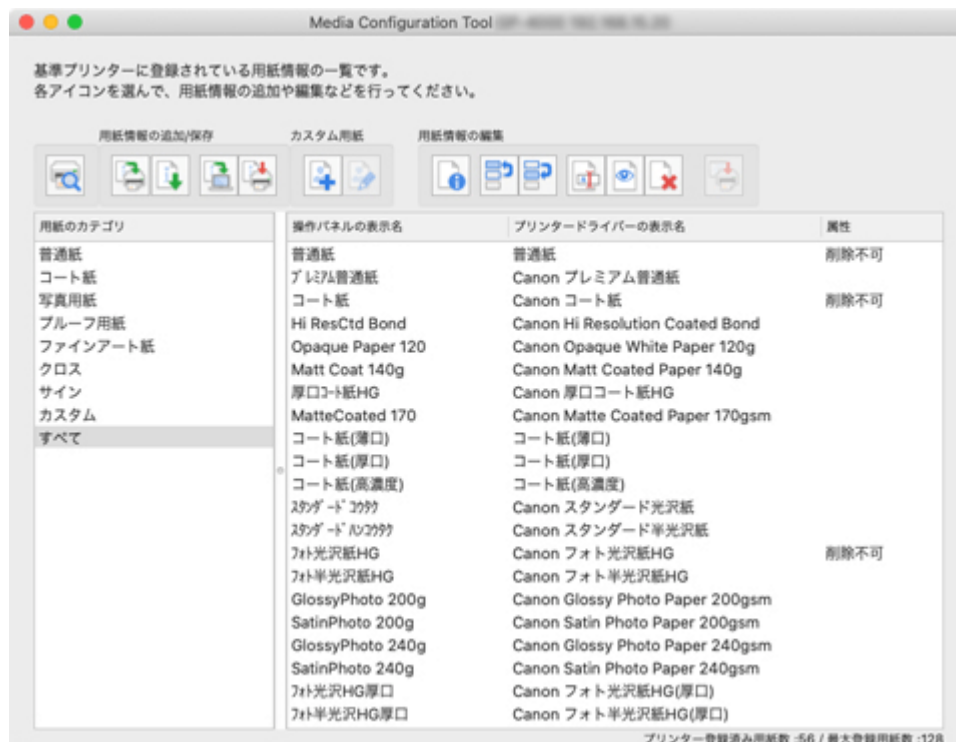 Media Configuration Tool
基準プリンターに登録されている用紙情報の一覧です。
各アイコンを選んで、用紙情報の追加や編集などを行ってください。
用紙情報の追加/保存 カスタム用紙 用紙情報の編集
用紙のカテゴリ 操作パネルの表示名 プリンタードライバーの表示名 属性
普通紙 普通紙 普通紙 削除不可
コート紙 ﾌﾟﾚﾐｱﾑ普通紙 Canon プレミアム普通紙
写真用紙 コート紙 Canon コート紙 削除不可
プルーフ用紙 Hi ResCtd Bond Canon Hi Resolution Coated Bond
ファインアート紙 Opaque Paper 120 Canon Opaque White Paper 120g
クロス Matt Coat 140g Canon Matt Coated Paper 140g
サイン 厚口ｺｰﾄ紙HG Canon 厚口コート紙HG
カスタム MatteCoated 170 Canon Matte Coated Paper 170gsm
すべて コート紙(薄口) コート紙(薄口)
コート紙(厚口) コート紙(厚口)
コート紙(高濃度) コート紙(高濃度)
ｽﾀﾝﾀﾞｰﾄﾞｺｳﾀｸ Canon スタンダード光沢紙
ｽﾀﾝﾀﾞｰﾄﾞﾊﾝｺｳﾀｸ Canon スタンダード半光沢紙
ﾌｫﾄ光沢紙HG Canon フォト光沢紙HG 削除不可
ﾌｫﾄ半光沢紙HG Canon フォト半光沢紙HG
GlossyPhoto 200g Canon Glossy Photo Paper 200gsm
SatinPhoto 200g Canon Satin Photo Paper 200gsm
GlossyPhoto 240g Canon Glossy Photo Paper 240gsm
SatinPhoto 240g Canon Satin Photo Paper 240gsm
ﾌｫﾄ光沢HG厚口 Canon フォト光沢紙HG(厚口)
ﾌｫﾄ半光沢HG厚口 Canon フォト半光沢紙HG(厚口)
プリンター登録済み用紙数 :56 / 最大登録用紙数 :128